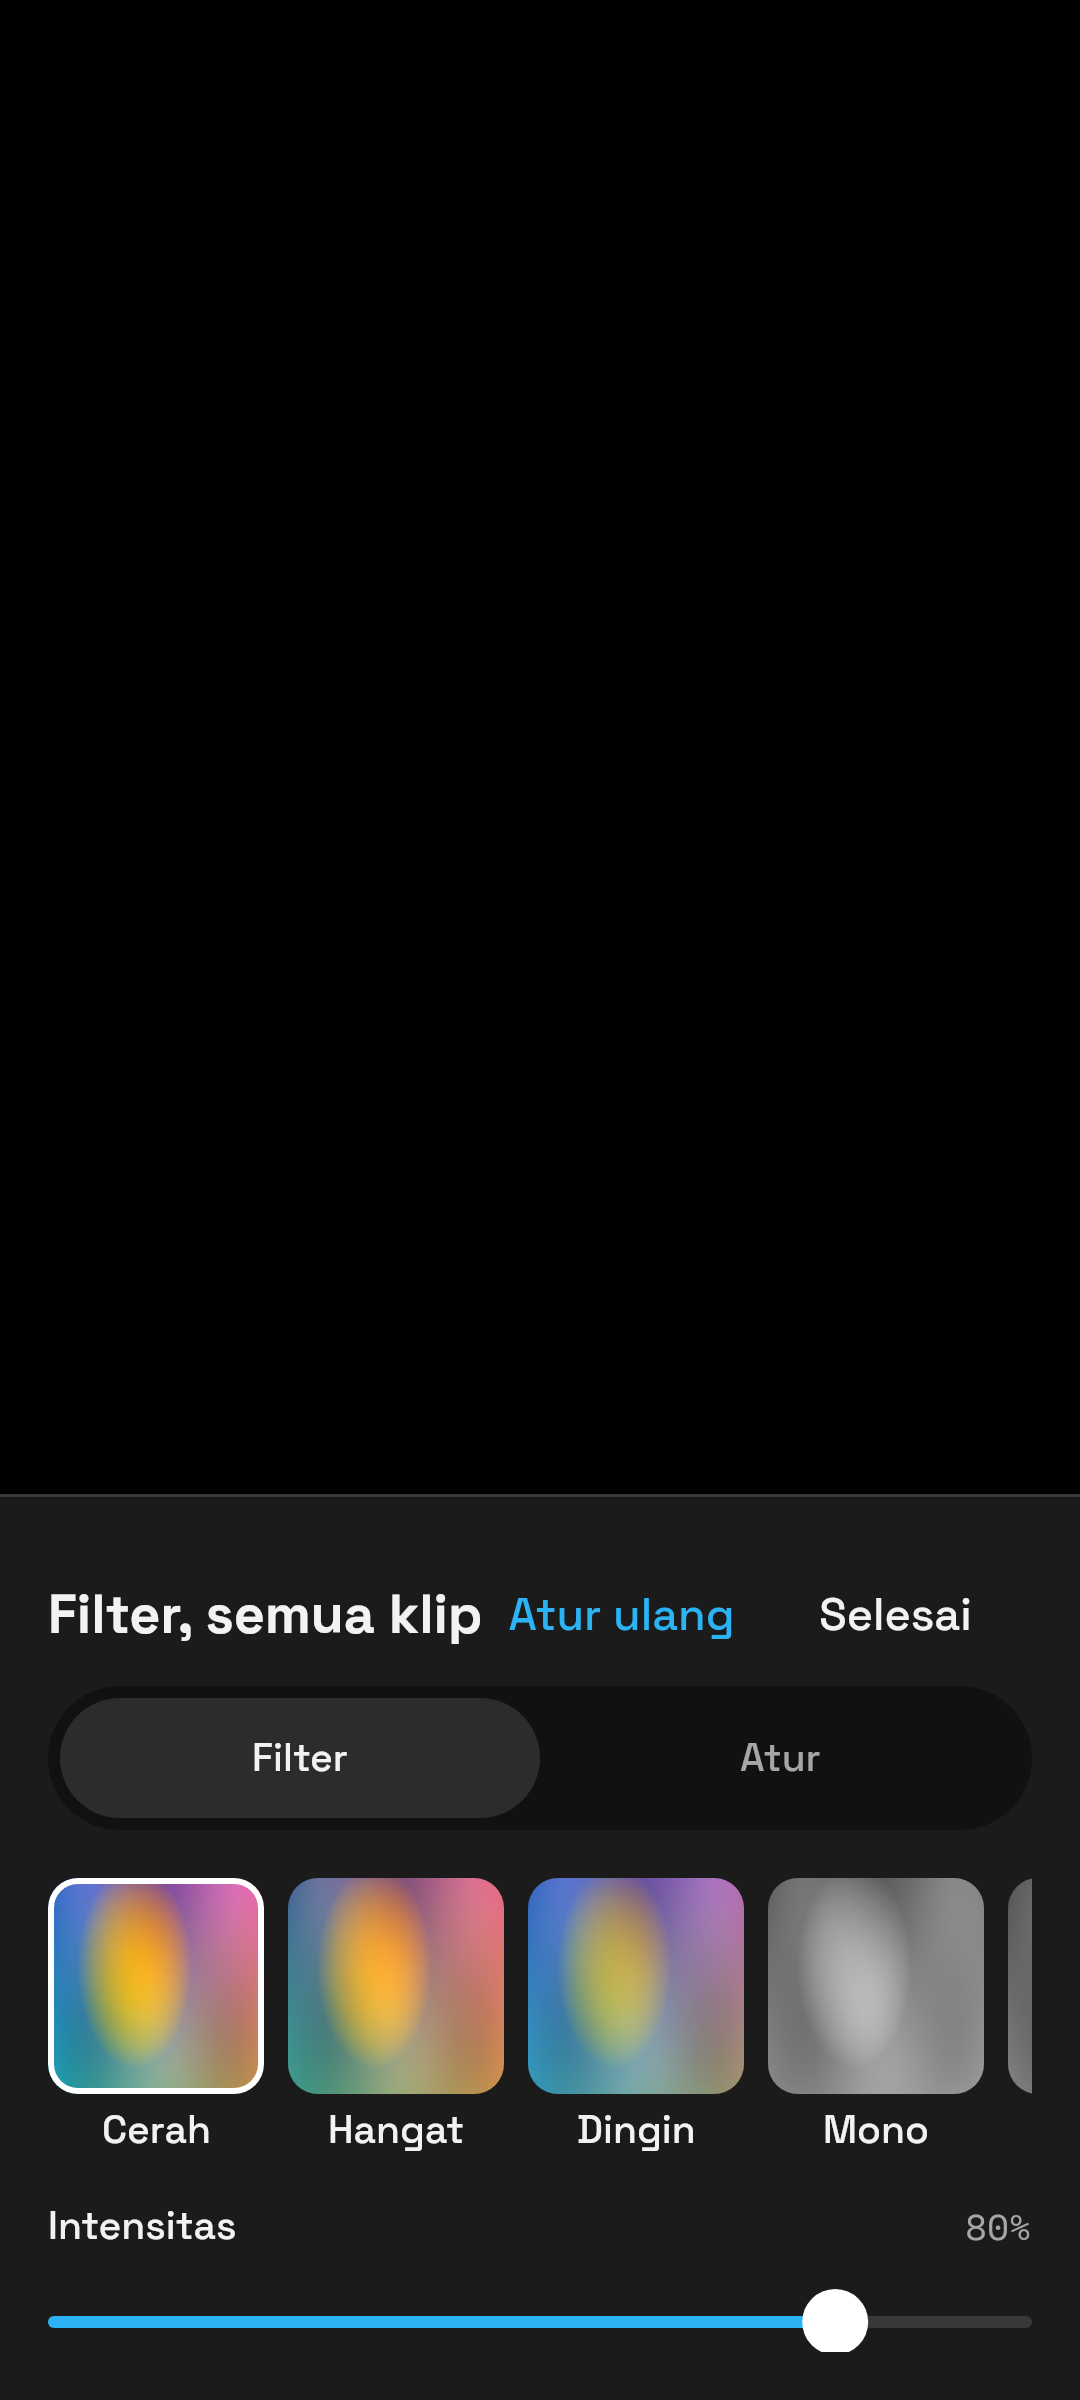 Filter, semua klip Atur ulang Selesai
Filter Atur
Cerah Hangat Dingin Mono
Intensitas 80%